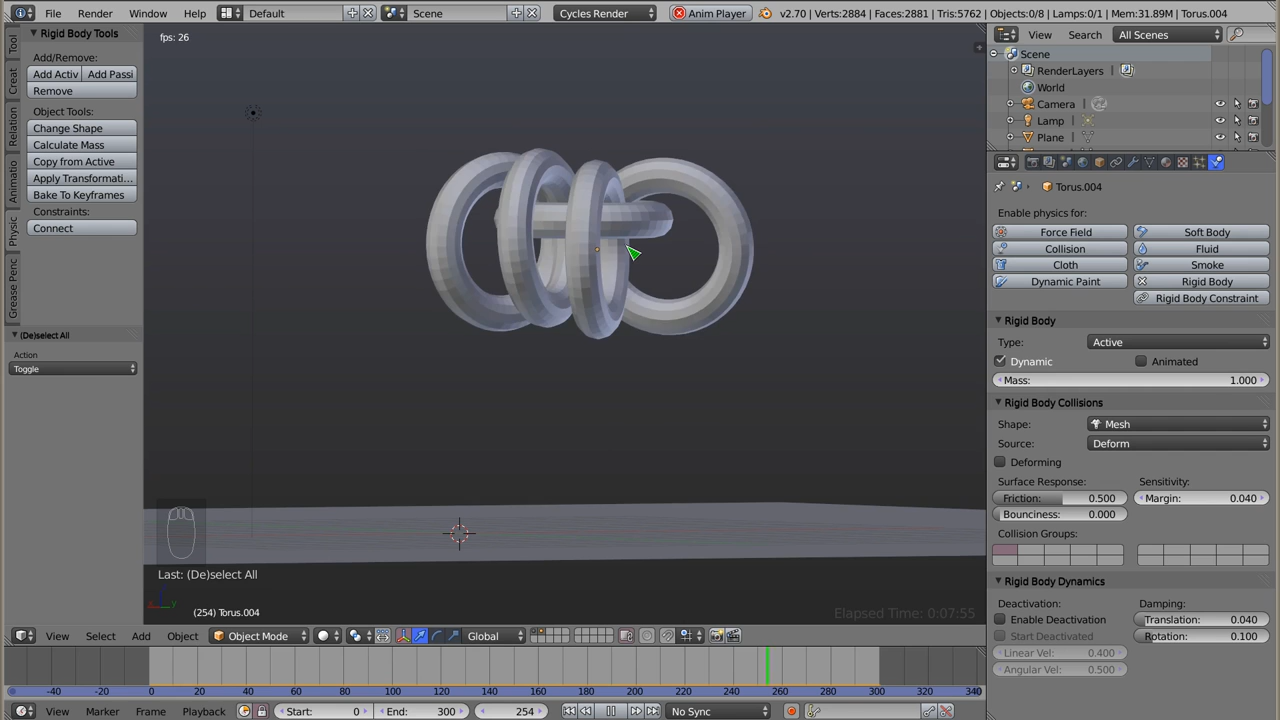 File Render Window Help Default Scene Cycles Render Anim Player v2.70 | Verts:2884 | Faces:2881 | Tris:5762 | Objects:0/8 | Lamps:0/1 | Mem:31.89M | Torus.004
View Search All Scenes
fps: 26
Rigid Body Tools
Add/Remove:
Add Activ Add Passi
Remove
Object Tools:
Change Shape
Calculate Mass
Copy from Active
Apply Transformati...
Bake To Keyframes
Constraints:
Connect
Tool
Creat
Relation
Animatio
Physic
Grease Penc
(De)select All
Action
Toggle
Scene
RenderLayers
World
Camera
Lamp
Plane
Torus.004
Enable physics for:
Force Field Soft Body
Collision Fluid
Cloth Smoke
Dynamic Paint Rigid Body
Rigid Body Constraint
Rigid Body
Type: Active
Dynamic Animated
Mass: 1.000
Rigid Body Collisions
Shape: Mesh
Source: Deform
Deforming
Surface Response: Sensitivity:
Friction: 0.500 Margin: 0.040
Bounciness: 0.000
Collision Groups:
Rigid Body Dynamics
Deactivation: Damping:
Enable Deactivation Translation: 0.040
Start Deactivated Rotation: 0.100
Linear Vel: 0.400
Angular Vel: 0.500
Last: (De)select All
x y
(254) Torus.004
Elapsed Time: 0:07:55
View Select Add Object Object Mode Global
-40 -20 0 20 40 60 80 100 120 140 160 180 200 220 240 260 280 300 320 340
View Marker Frame Playback Start: 0 End: 300 254 No Sync